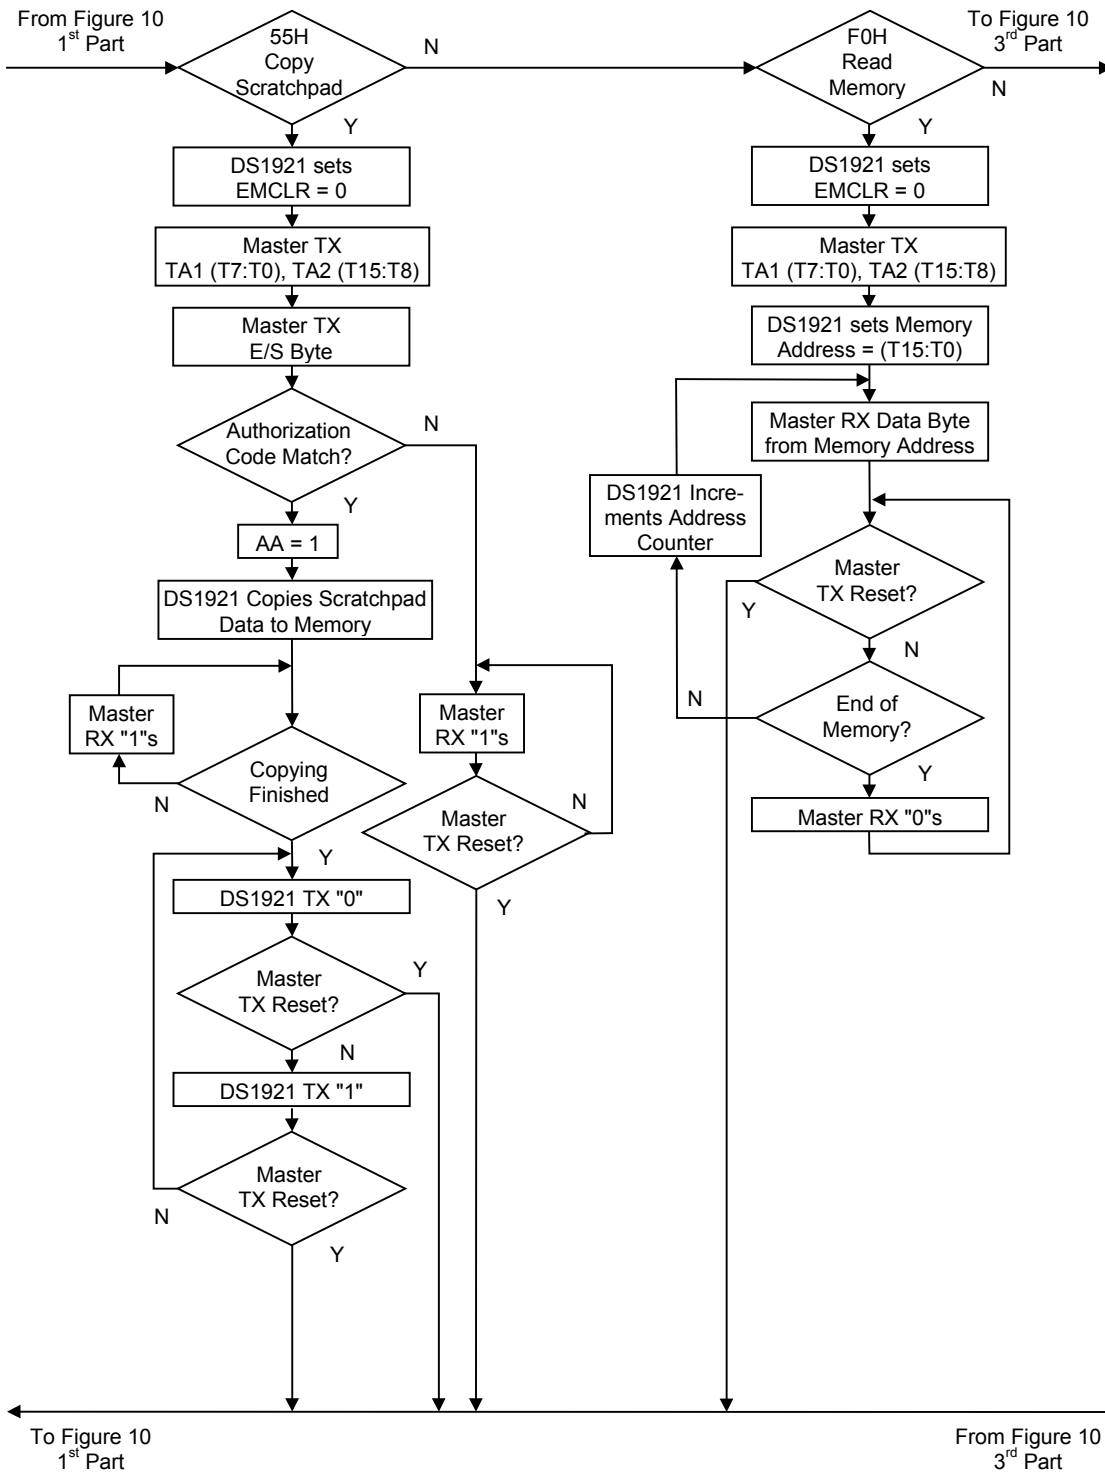 From Figure 10
1st Part
55H
Copy
Scratchpad
N
Y
F0H
Read
Memory
N
Y
To Figure 10
3rd Part
DS1921 sets
EMCLR = 0
Master TX
TA1 (T7:T0), TA2 (T15:T8)
Master TX
E/S Byte
Authorization
Code Match?
N
Y
AA = 1
DS1921 Copies Scratchpad
Data to Memory
Master
RX "1"s
Copying
Finished
N
Y
DS1921 TX "0"
Master
TX Reset?
Y
N
DS1921 TX "1"
Master
TX Reset?
N
Y
Master
RX "1"s
Master
TX Reset?
N
Y
DS1921 sets
EMCLR = 0
Master TX
TA1 (T7:T0), TA2 (T15:T8)
DS1921 sets Memory
Address = (T15:T0)
Master RX Data Byte
from Memory Address
DS1921 Incre-
ments Address
Counter
Master
TX Reset?
Y
N
End of
Memory?
N
Y
Master RX "0"s
To Figure 10
1st Part
From Figure 10
3rd Part